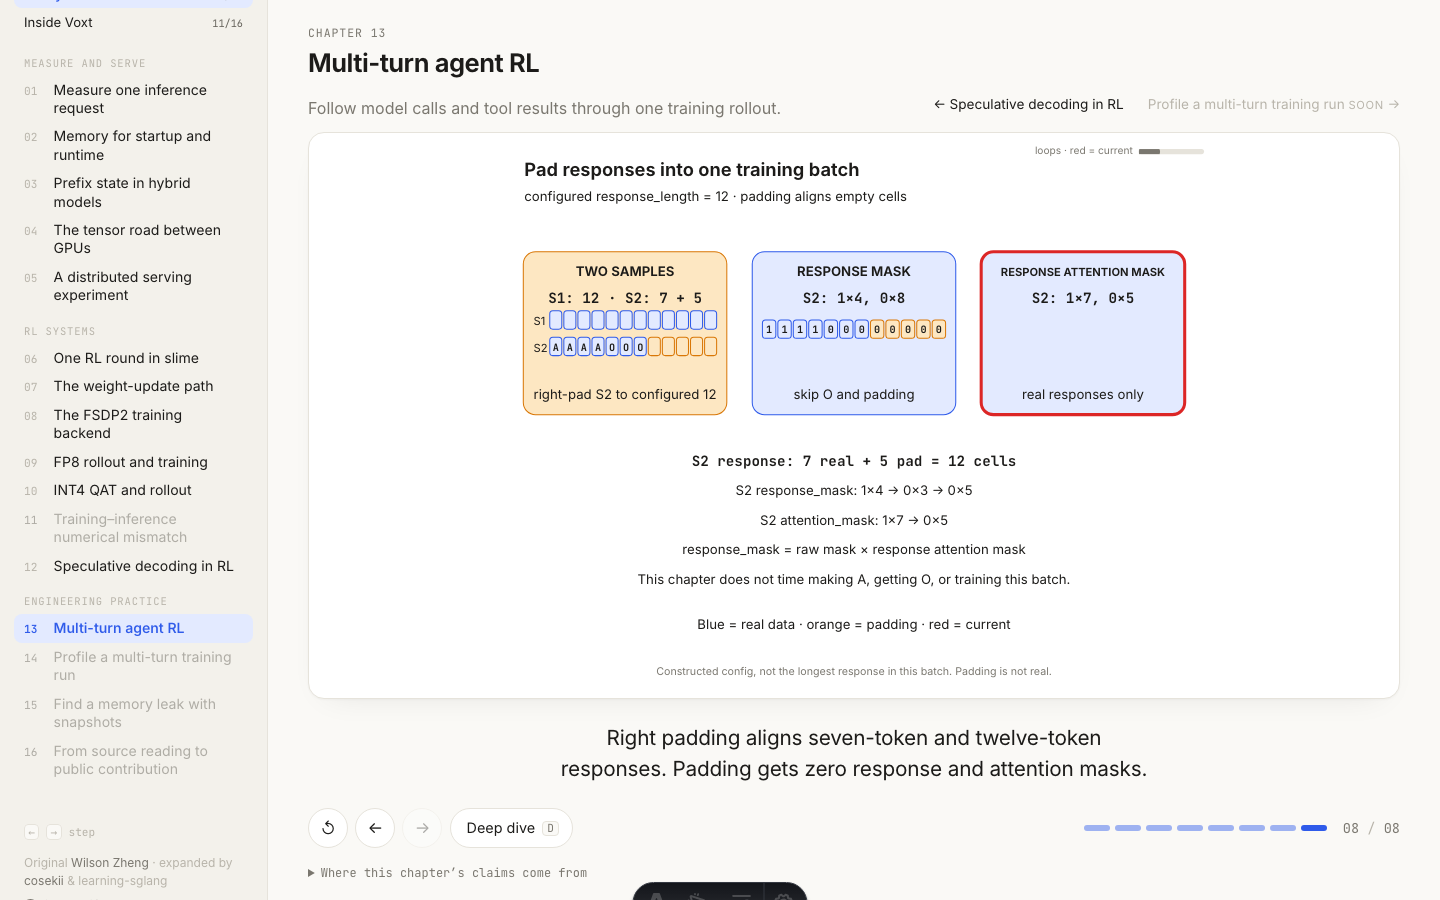 Inside Voxt 11/16
MEASURE AND SERVE
01 Measure one inference
request
02 Memory for startup and
runtime
03 Prefix state in hybrid
models
04 The tensor road between
GPUs
05 A distributed serving
experiment
RL SYSTEMS
06 One RL round in slime
07 The weight-update path
08 The FSDP2 training
backend
09 FP8 rollout and training
10 INT4 QAT and rollout
11 Training–inference
numerical mismatch
12 Speculative decoding in RL
ENGINEERING PRACTICE
13 Multi-turn agent RL
14 Profile a multi-turn training
run
15 Find a memory leak with
snapshots
16 From source reading to
public contribution
← → step
Original Wilson Zheng · expanded by
cosekii & learning-sglang
CHAPTER 13
Multi-turn agent RL
Follow model calls and tool results through one training rollout.
← Speculative decoding in RL Profile a multi-turn training run SOON →
loops · red = current
Pad responses into one training batch
configured response_length = 12 · padding aligns empty cells
TWO SAMPLES
S1: 12 · S2: 7 + 5
S1
S2 A A A A O O O
right-pad S2 to configured 12
RESPONSE MASK
S2: 1×4, 0×8
1 1 1 1 0 0 0 0 0 0 0 0
skip O and padding
RESPONSE ATTENTION MASK
S2: 1×7, 0×5
real responses only
S2 response: 7 real + 5 pad = 12 cells
S2 response_mask: 1×4 → 0×3 → 0×5
S2 attention_mask: 1×7 → 0×5
response_mask = raw mask × response attention mask
This chapter does not time making A, getting O, or training this batch.
Blue = real data · orange = padding · red = current
Constructed config, not the longest response in this batch. Padding is not real.
Right padding aligns seven-token and twelve-token
responses. Padding gets zero response and attention masks.
← → Deep dive D
08 / 08
▶ Where this chapter's claims come from